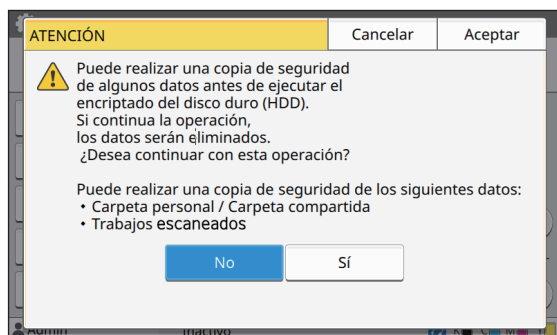 ATENCIÓN
Cancelar
Aceptar
Puede realizar una copia de seguridad
de algunos datos antes de ejecutar el
encriptado del disco duro (HDD).
Si continua la operación,
los datos serán eliminados.
¿Desea continuar con esta operación?
Puede realizar una copia de seguridad de los siguientes datos:
• Carpeta personal / Carpeta compartida
• Trabajos escaneados
No
Sí
Admin
Inactivo
K C M Y